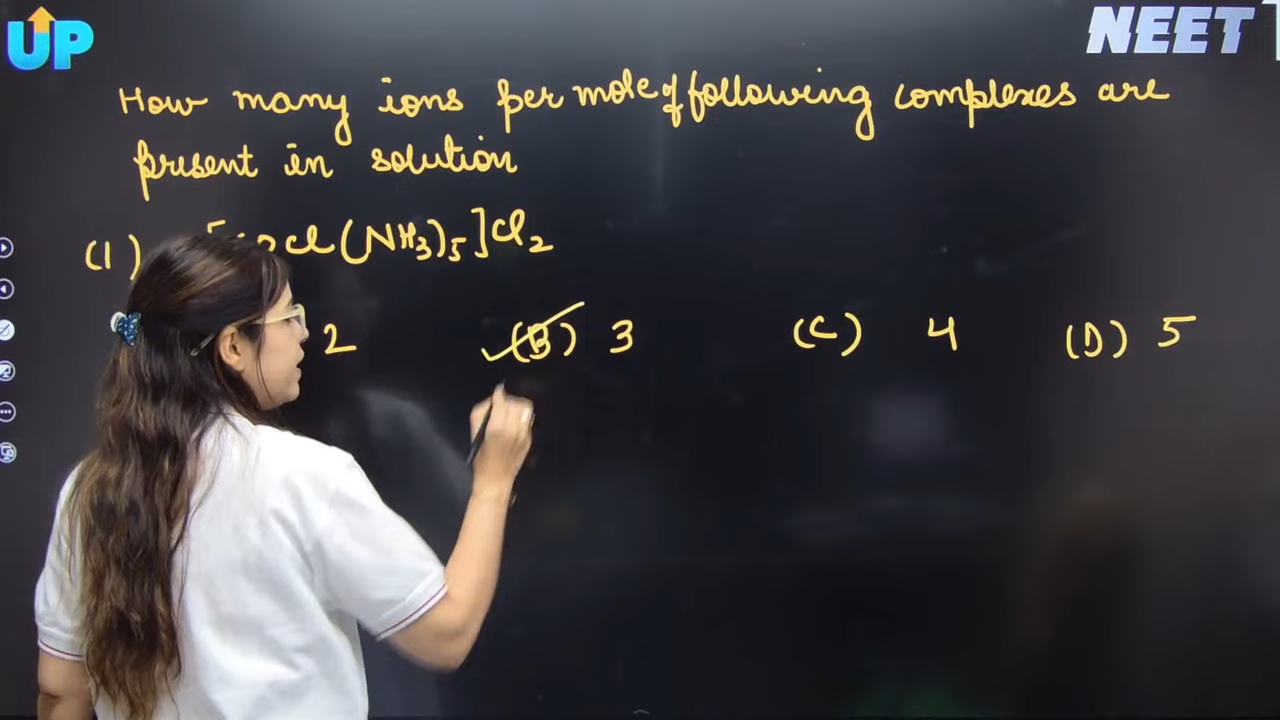 UP
NEET
How many ions per mole of following complexes are
present in solution
(1) Cl(NH3)5]Cl2
2 (B) 3 (C) 4 (D) 5